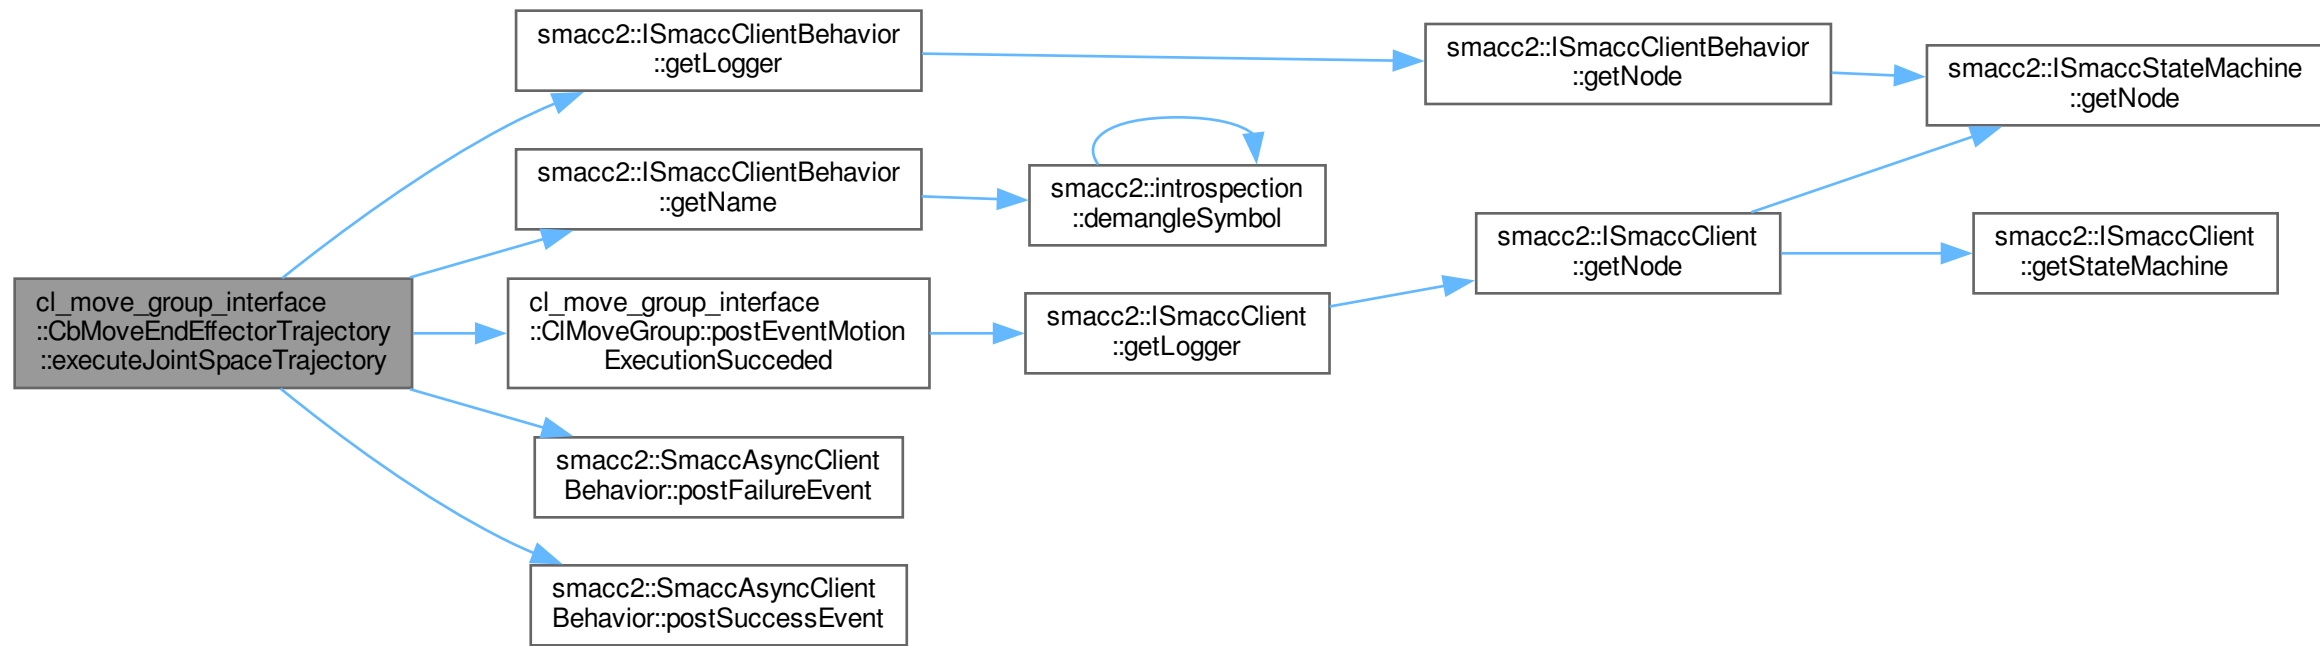 smacc2::ISmaccClientBehavior
::getLogger
smacc2::ISmaccClientBehavior
::getNode
smacc2::ISmaccStateMachine
::getNode
smacc2::ISmaccClientBehavior
::getName
smacc2::introspection
::demangleSymbol
smacc2::ISmaccClient
::getNode
smacc2::ISmaccClient
::getStateMachine
cl_move_group_interface
::CbMoveEndEffectorTrajectory
::executeJointSpaceTrajectory
cl_move_group_interface
::ClMoveGroup::postEventMotion
ExecutionSucceded
smacc2::ISmaccClient
::getLogger
smacc2::SmaccAsyncClient
Behavior::postFailureEvent
smacc2::SmaccAsyncClient
Behavior::postSuccessEvent